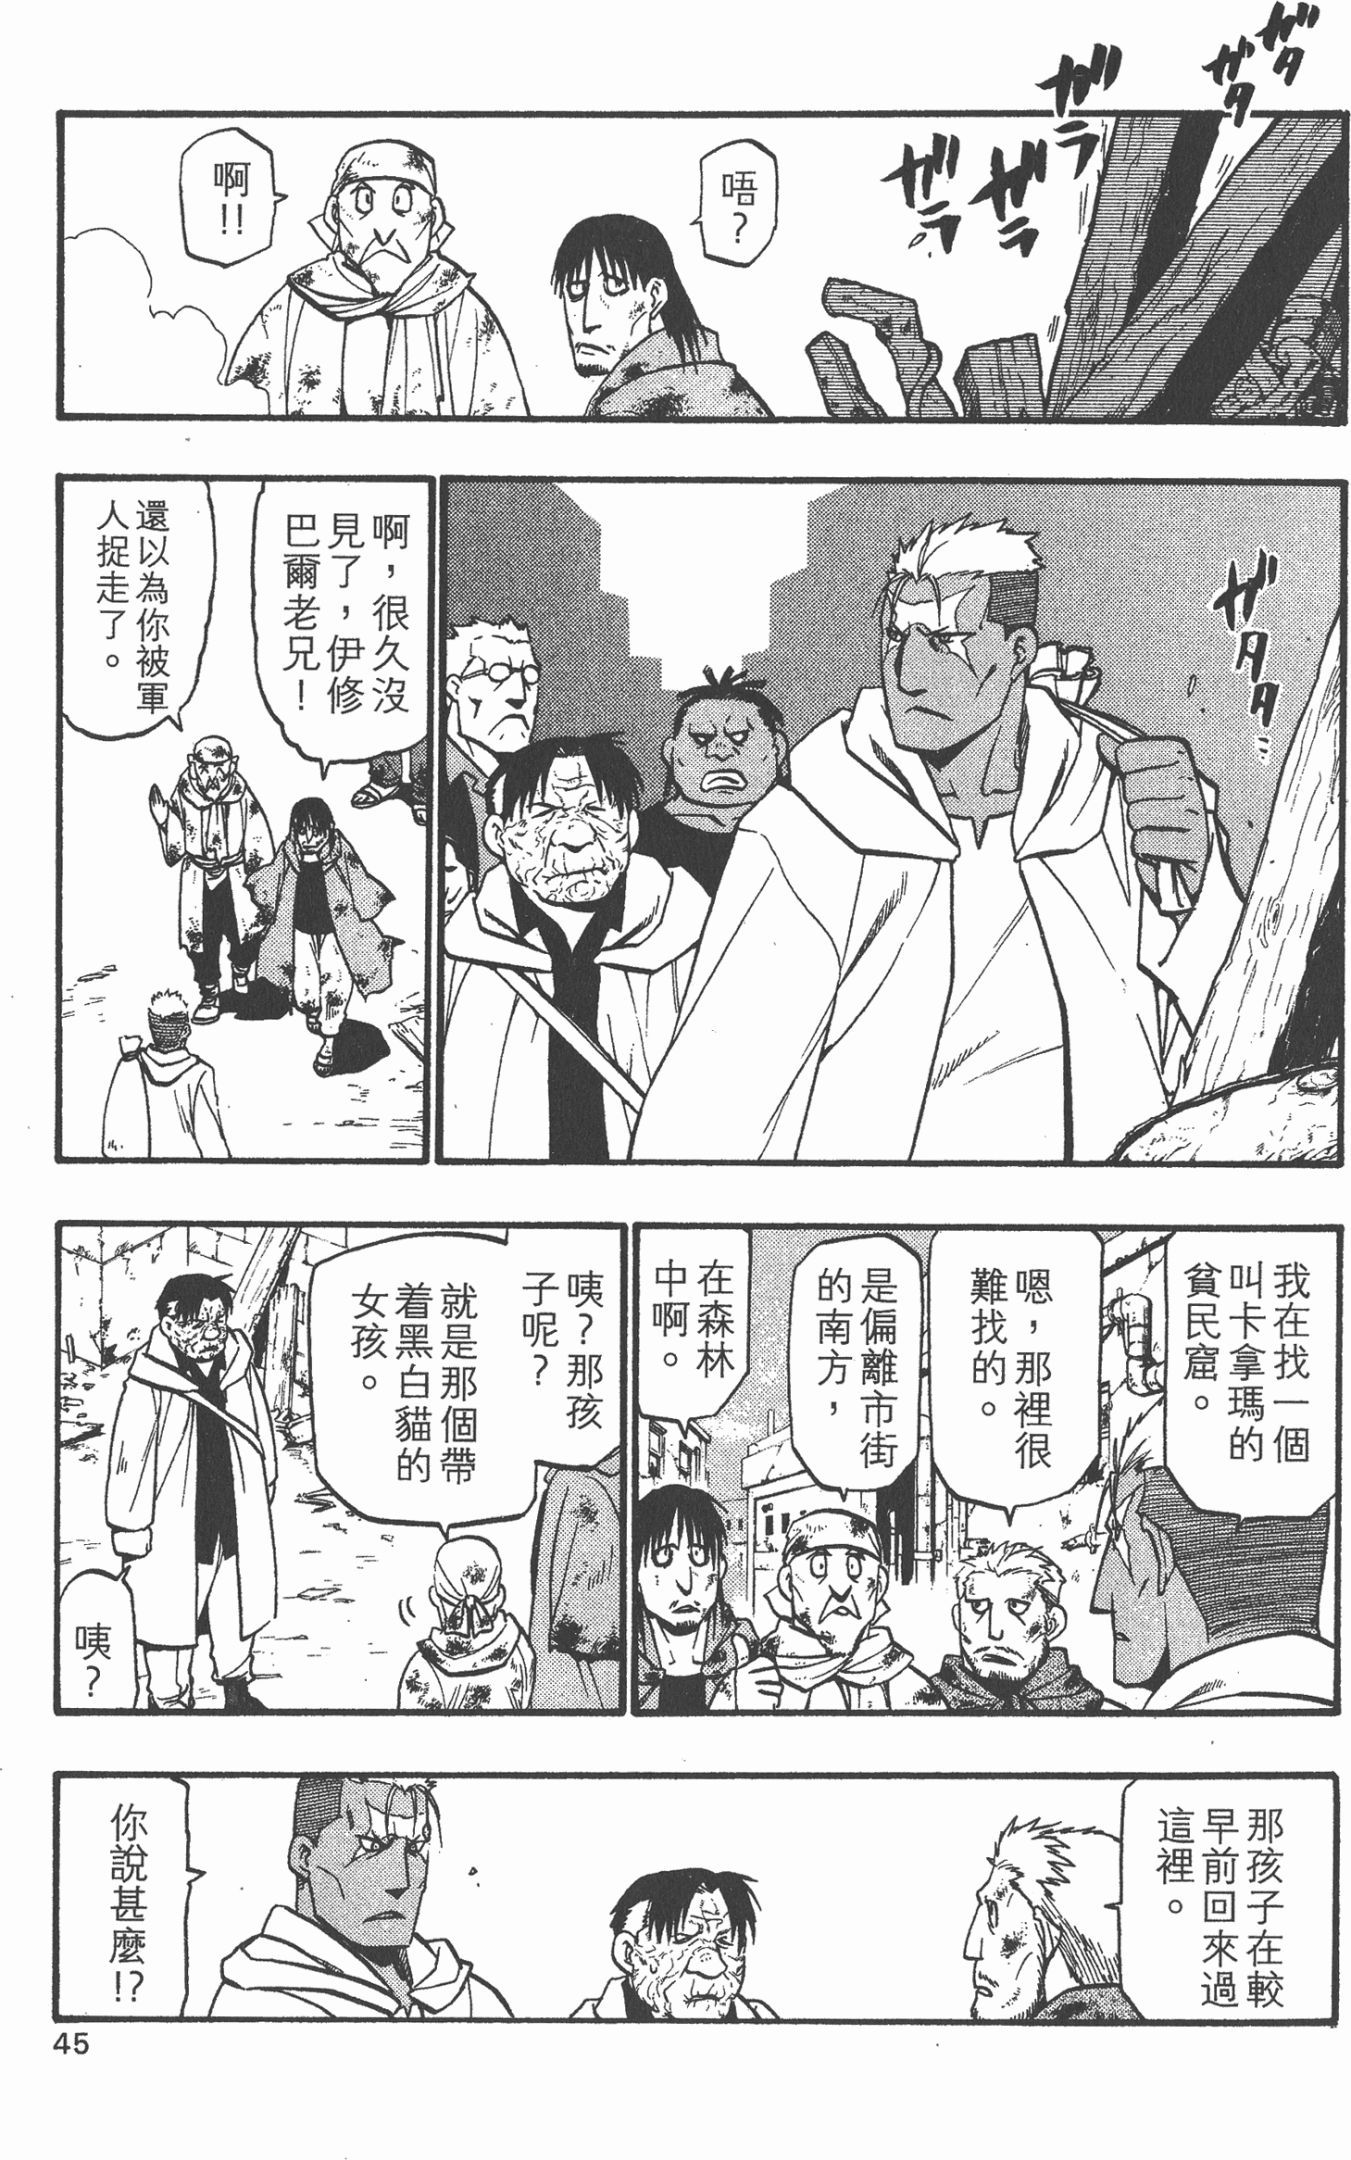 ガタ
ガタ
ガラ
ガラ
ガラ
唔?
啊!!
ガタタ…
啊,很久沒
見了,伊修
巴爾老兄!
還以為你被軍
人捉走了。
我在找一個
叫卡拿瑪的
貧民窟。
嗯,那裡很
難找的。
是偏離市街
的南方,
在森林
中啊。
咦?那孩
子呢?
就是那個帶
着黑白貓的
女孩。
咦?
那孩子在較
早前回來過
這裡。
你說甚麼!?
45